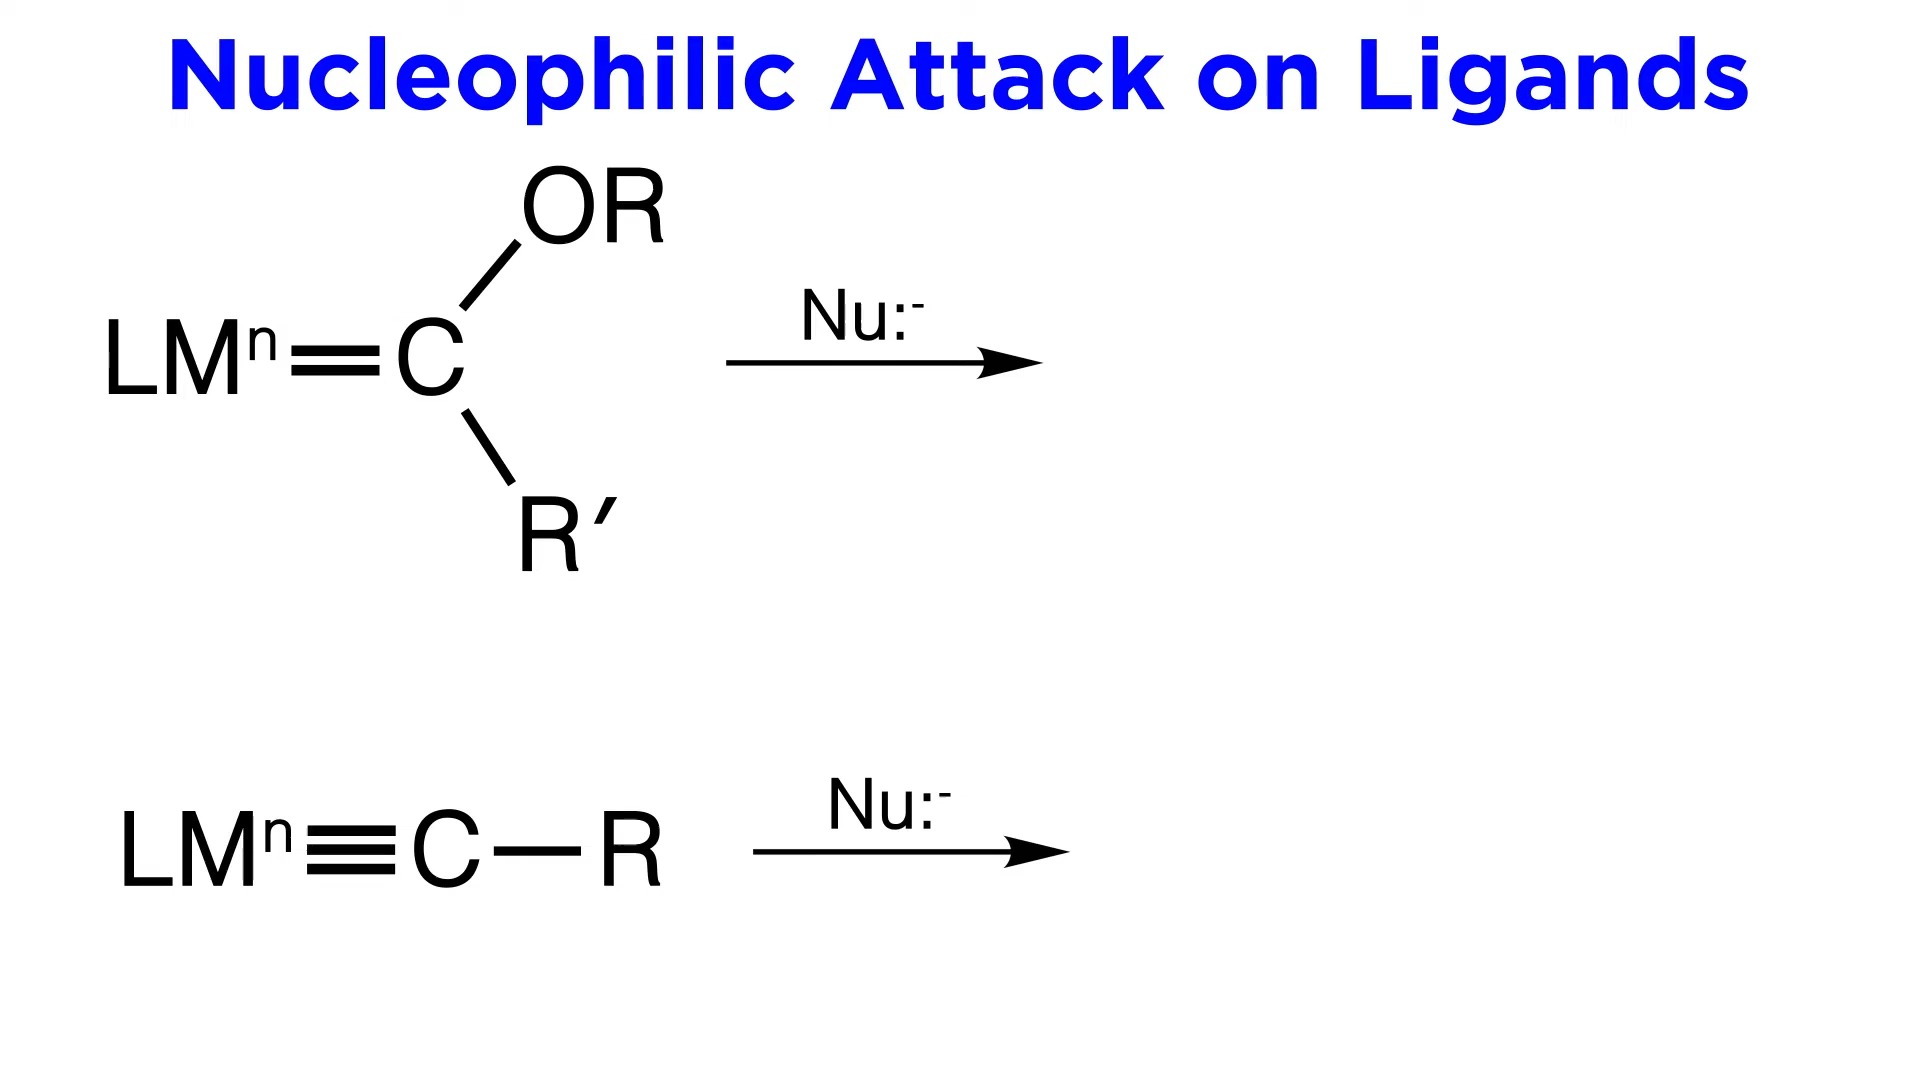 Nucleophilic Attack on Ligands
OR
Nu:⁻
LMⁿ=C
R′
Nu:⁻
LMⁿ≡C—R